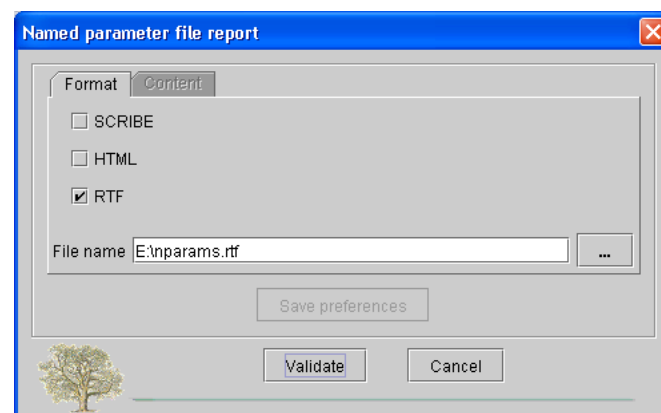 Named parameter file report
Format Content
SCRIBE
HTML
RTF
File name E:\nparams.rtf ...
Save preferences
Validate Cancel